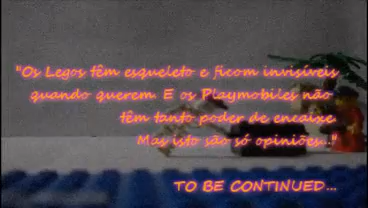 "Os Legos têm esqueleto e ficam invisíveis
quando querem. E os Playmobiles não
têm tanto poder de encaixe.
Mas isto são só opiniões..."
TO BE CONTINUED...